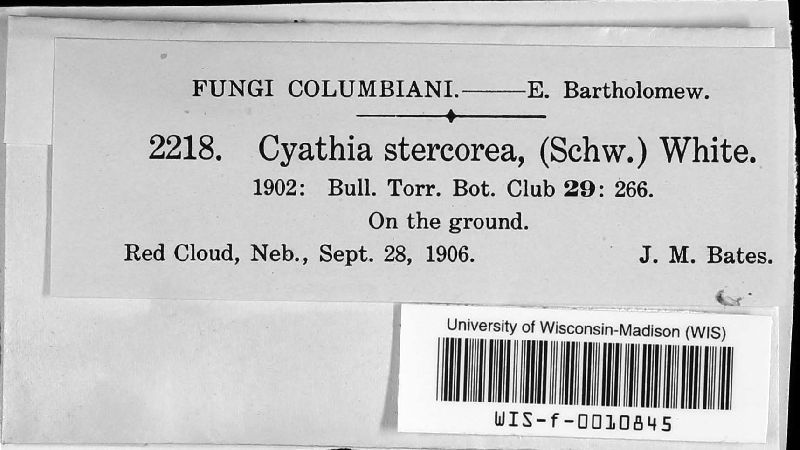 FUNGI COLUMBIANI.——E. Bartholomew.
2218. Cyathia stercorea, (Schw.) White.
1902: Bull. Torr. Bot. Club 29: 266.
On the ground.
Red Cloud, Neb., Sept. 28, 1906. J. M. Bates.
University of Wisconsin-Madison (WIS)
WIS-f-0010845